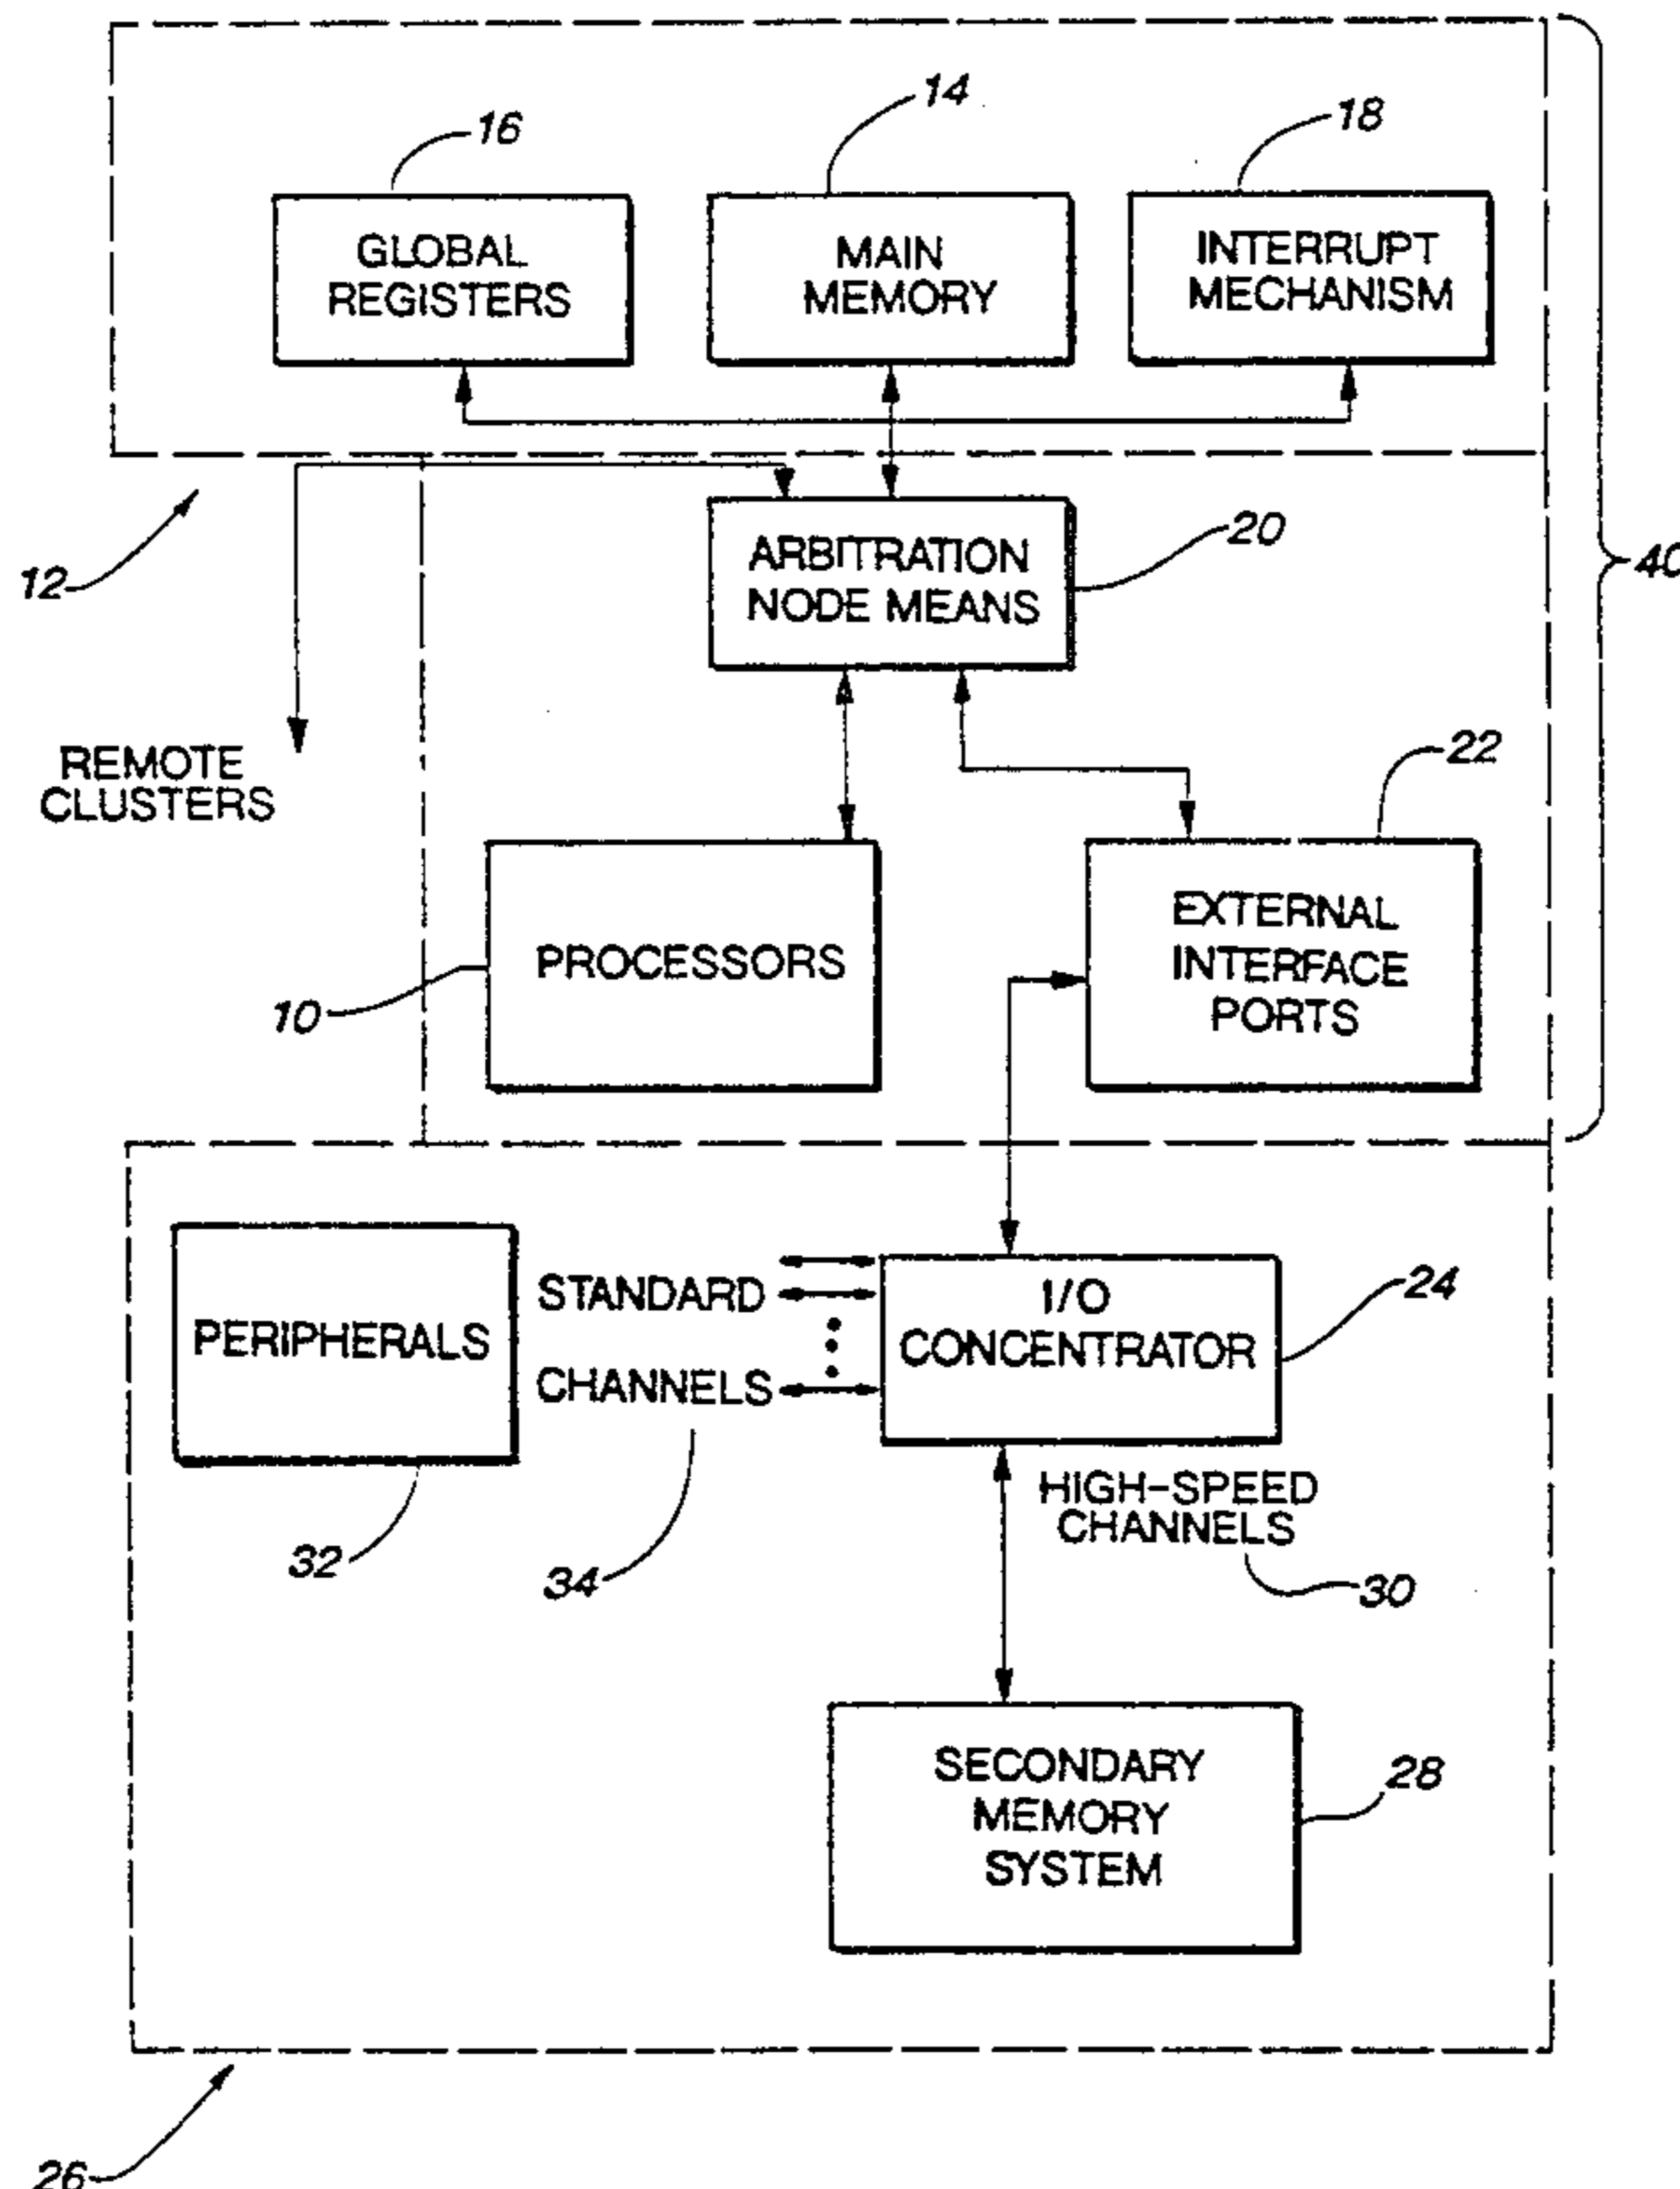 16
14
18
GLOBAL
REGISTERS
MAIN
MEMORY
INTERRUPT
MECHANISM
12
ARBITRATION
NODE MEANS
20
40
REMOTE
CLUSTERS
22
PROCESSORS
10
EXTERNAL
INTERFACE
PORTS
PERIPHERALS
32
STANDARD
CHANNELS
34
I/O
CONCENTRATOR
24
HIGH-SPEED
CHANNELS
30
SECONDARY
MEMORY
SYSTEM
28
26